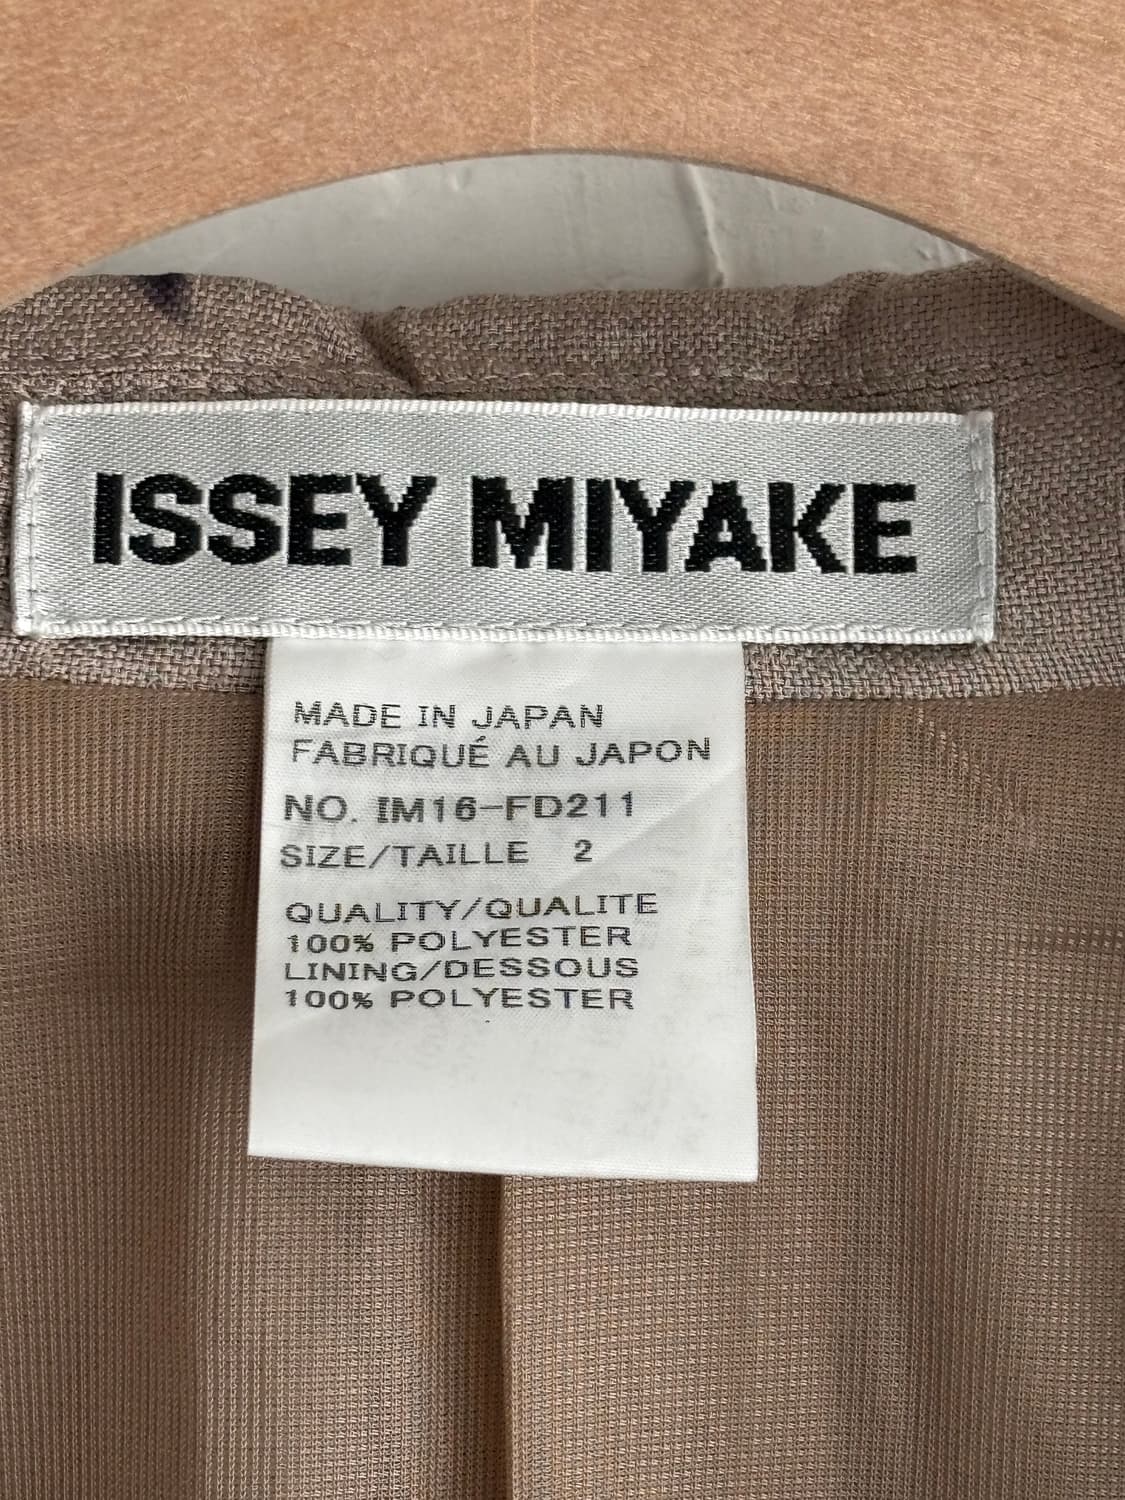 ISSEY MIYAKE
MADE IN JAPAN
FABRIQUÉ AU JAPON
NO. IM16-FD211
SIZE/TAILLE 2
QUALITY/QUALITE
100% POLYESTER
LINING/DESSOUS
100% POLYESTER